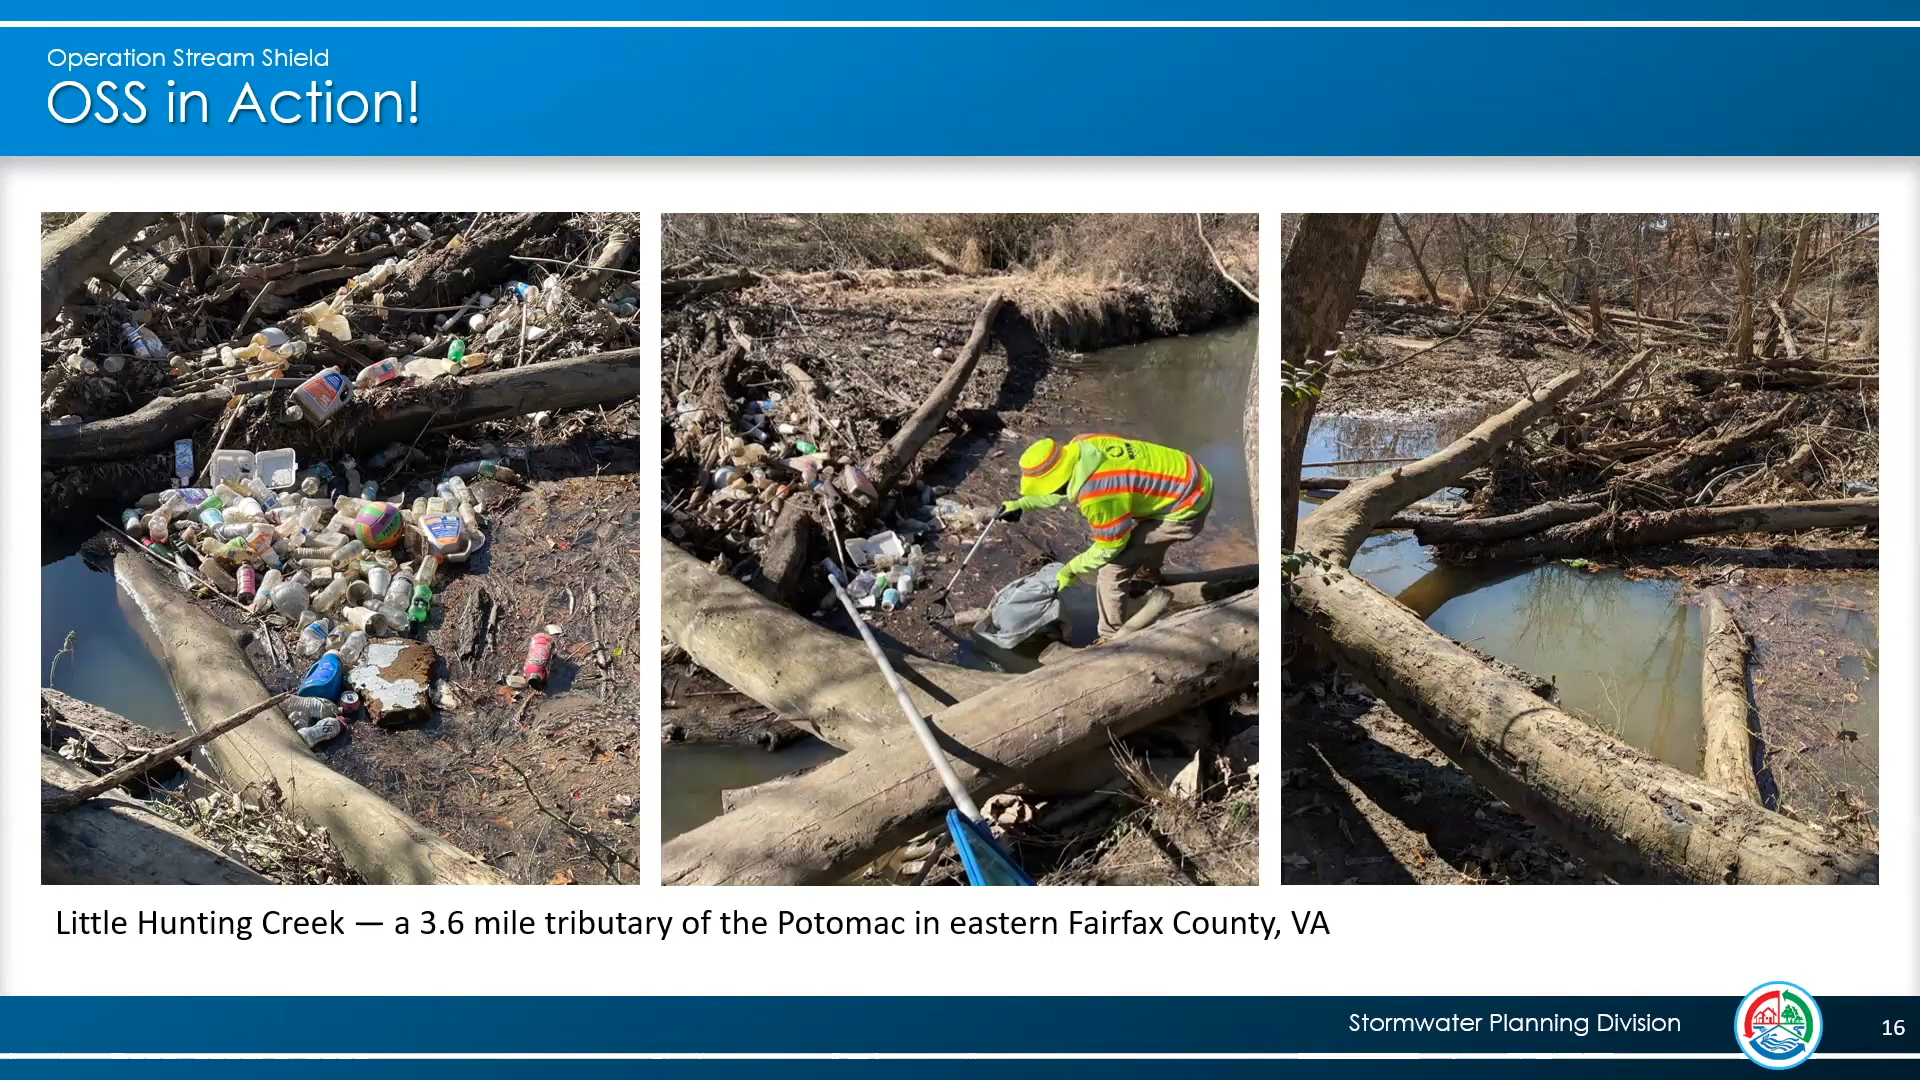 Operation Stream Shield
OSS in Action!
Little Hunting Creek — a 3.6 mile tributary of the Potomac in eastern Fairfax County, VA
Stormwater Planning Division
16